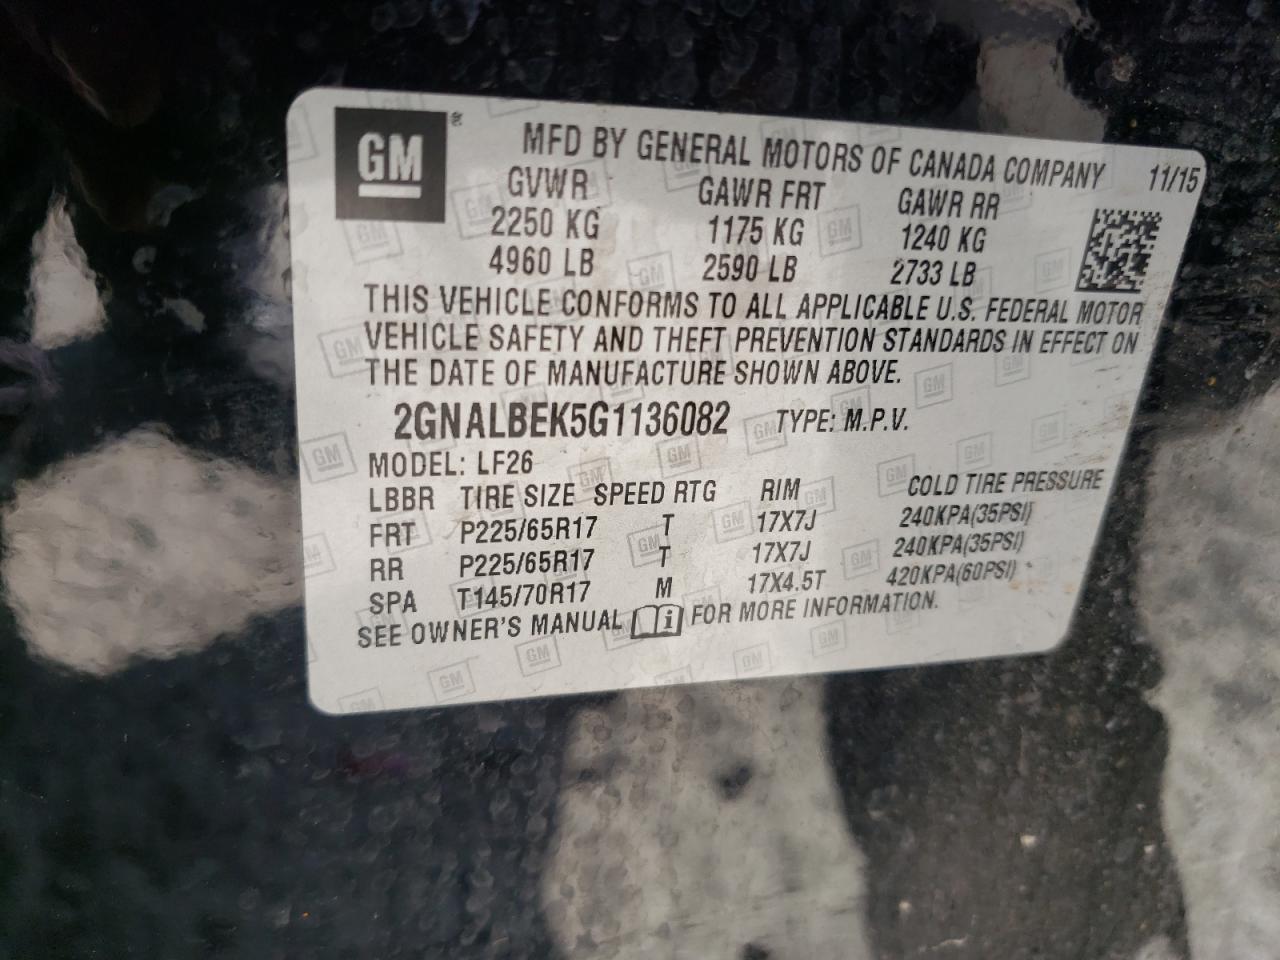 GM ®
MFD BY GENERAL MOTORS OF CANADA COMPANY 11/15
GVWR GAWR FRT GAWR RR
2250 KG 1175 KG 1240 KG
4960 LB 2590 LB 2733 LB
THIS VEHICLE CONFORMS TO ALL APPLICABLE U.S. FEDERAL MOTOR
VEHICLE SAFETY AND THEFT PREVENTION STANDARDS IN EFFECT ON
THE DATE OF MANUFACTURE SHOWN ABOVE.
2GNALBEK5G1136082 TYPE: M.P.V.
MODEL: LF26
LBBR TIRE SIZE SPEED RTG RIM COLD TIRE PRESSURE
FRT P225/65R17 T 17X7J 240KPA(35PSI)
RR P225/65R17 T 17X7J 240KPA(35PSI)
SPA T145/70R17 M 17X4.5T 420KPA(60PSI)
SEE OWNER'S MANUAL i FOR MORE INFORMATION.